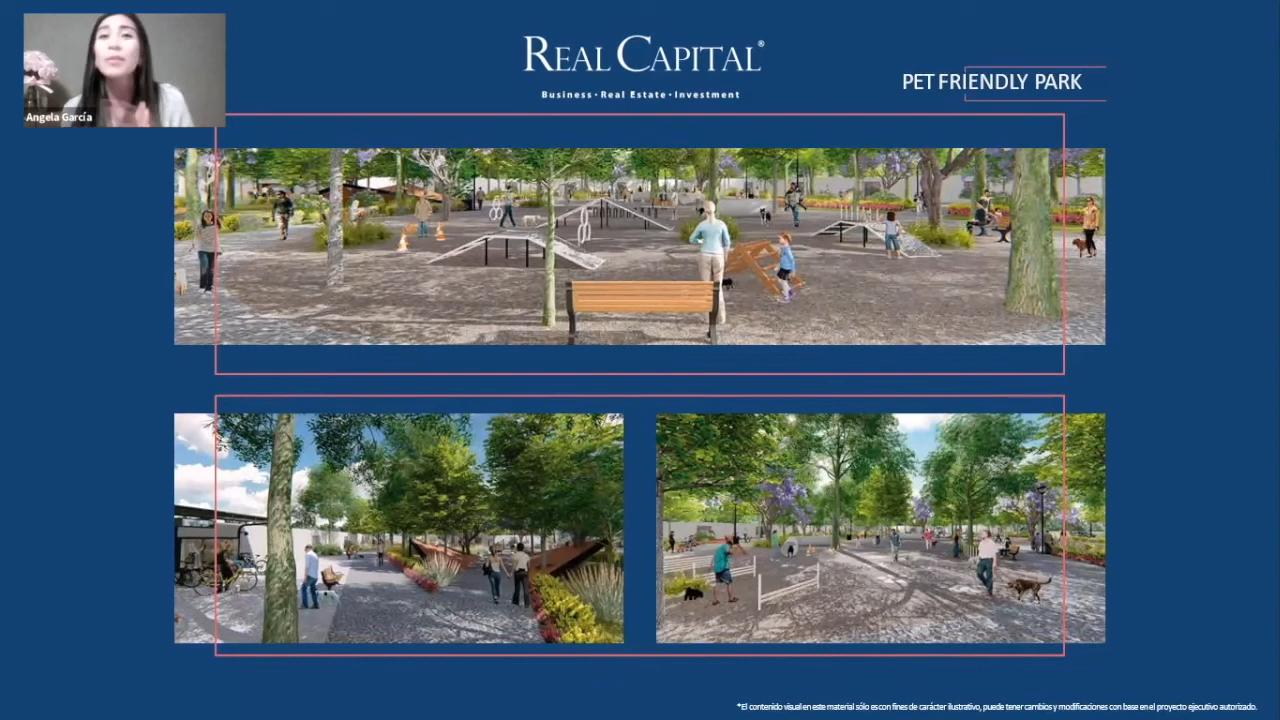 REAL CAPITAL®
Business • Real Estate • Investment
PET FRIENDLY PARK
Angela García
*El contenido visual en este material sólo es con fines de carácter ilustrativo, puede tener cambios y modificaciones con base en el proyecto ejecutivo autorizado.